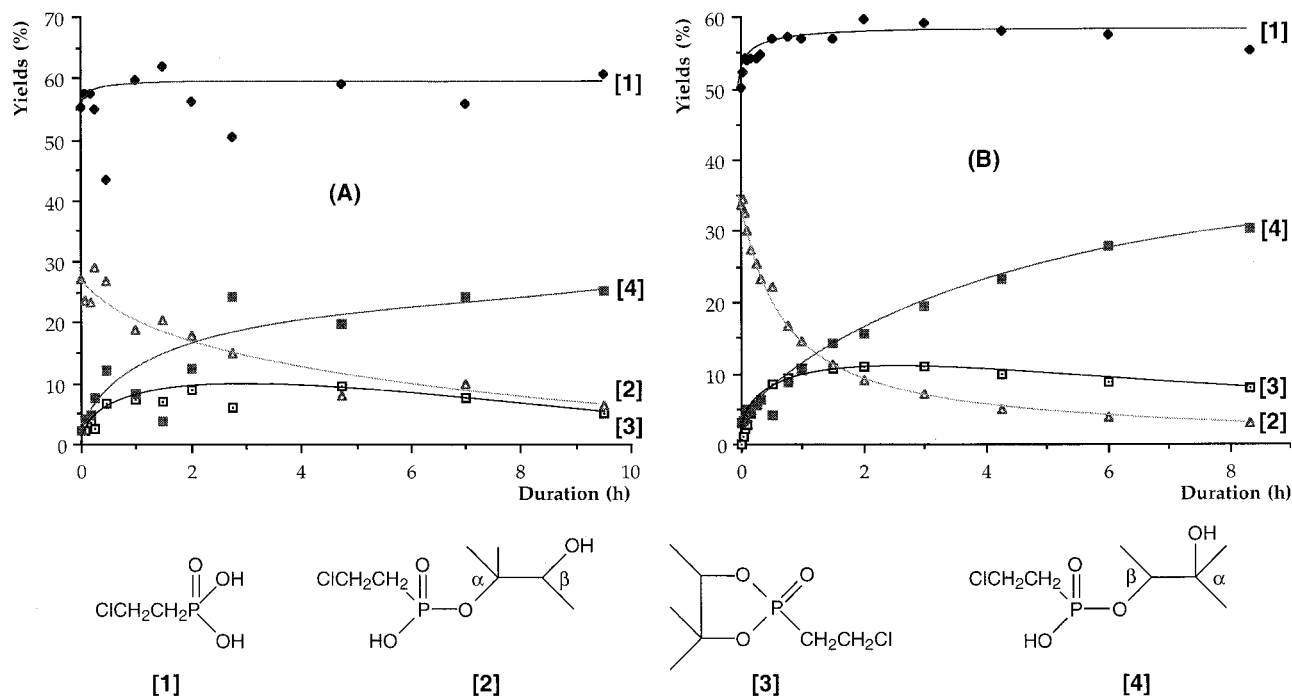 Yields (%)
70
60
50
40
30
20
10
0
0 2 4 6 8 10
Duration (h)
(A)
[1]
[4]
[2]
[3]
Yields (%)
60
50
40
30
20
10
0
0 2 4 6 8
Duration (h)
(B)
[1]
[4]
[3]
[2]
O
OH
ClCH2CH2P
OH
[1]
O
ClCH2CH2
P
HO
O
α
β
OH
[2]
O
O
P
O
CH2CH2Cl
[3]
O
ClCH2CH2
P
HO
O
β
α
OH
[4]